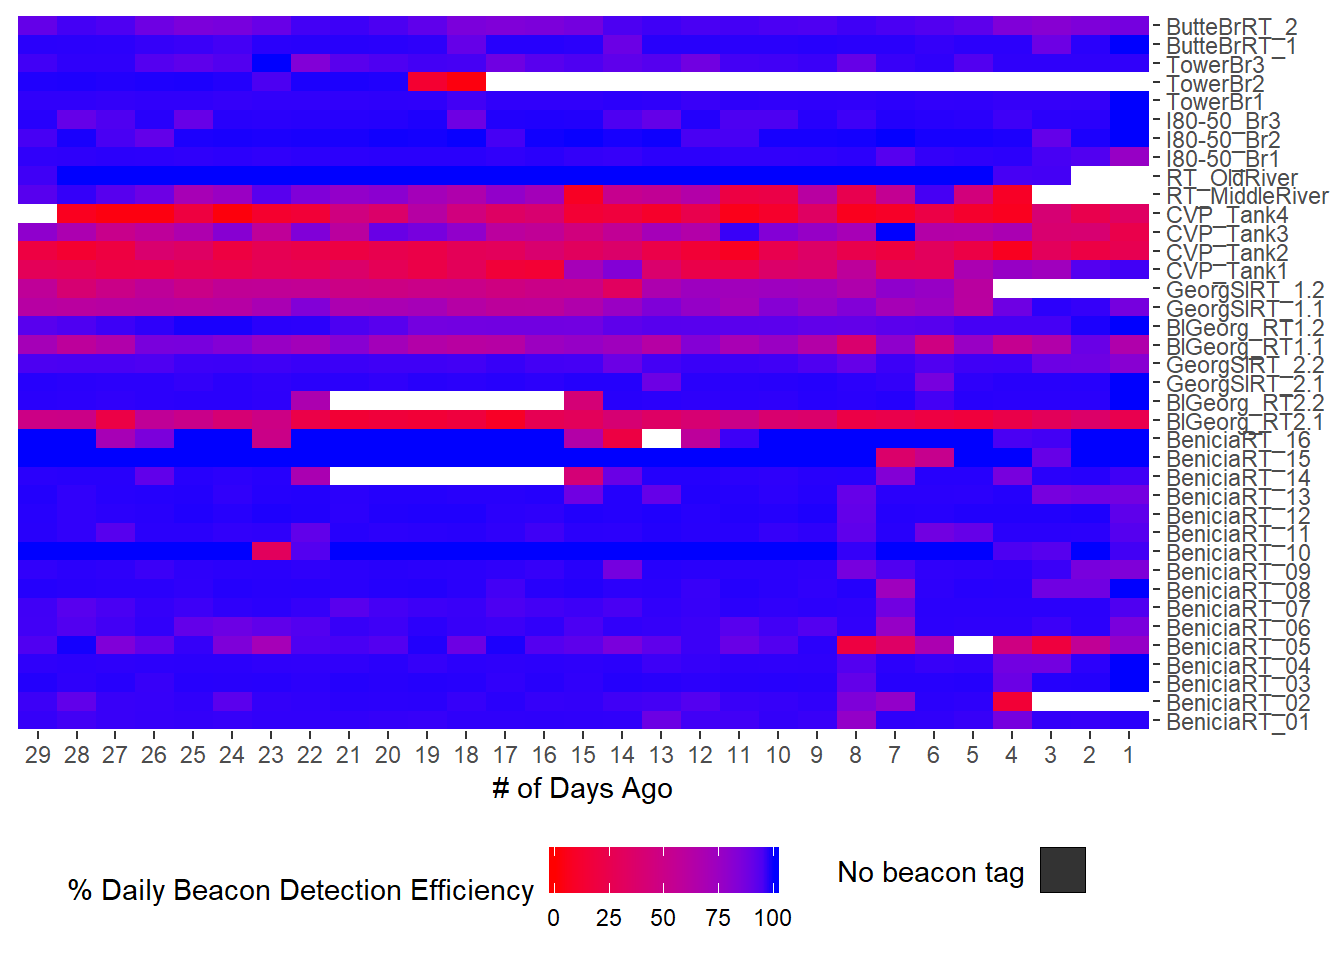 ButteBrRT_2
ButteBrRT_1
TowerBr3
TowerBr2
TowerBr1
I80-50_Br3
I80-50_Br2
I80-50_Br1
RT_OldRiver
RT_MiddleRiver
CVP_Tank4
CVP_Tank3
CVP_Tank2
CVP_Tank1
GeorgSlRT_1.2
GeorgSlRT_1.1
BlGeorg_RT1.2
BlGeorg_RT1.1
GeorgSlRT_2.2
GeorgSlRT_2.1
BlGeorg_RT2.2
BlGeorg_RT2.1
BeniciaRT_16
BeniciaRT_15
BeniciaRT_14
BeniciaRT_13
BeniciaRT_12
BeniciaRT_11
BeniciaRT_10
BeniciaRT_09
BeniciaRT_08
BeniciaRT_07
BeniciaRT_06
BeniciaRT_05
BeniciaRT_04
BeniciaRT_03
BeniciaRT_02
BeniciaRT_01
29 28 27 26 25 24 23 22 21 20 19 18 17 16 15 14 13 12 11 10 9 8 7 6 5 4 3 2 1
# of Days Ago
% Daily Beacon Detection Efficiency
0 25 50 75 100
No beacon tag